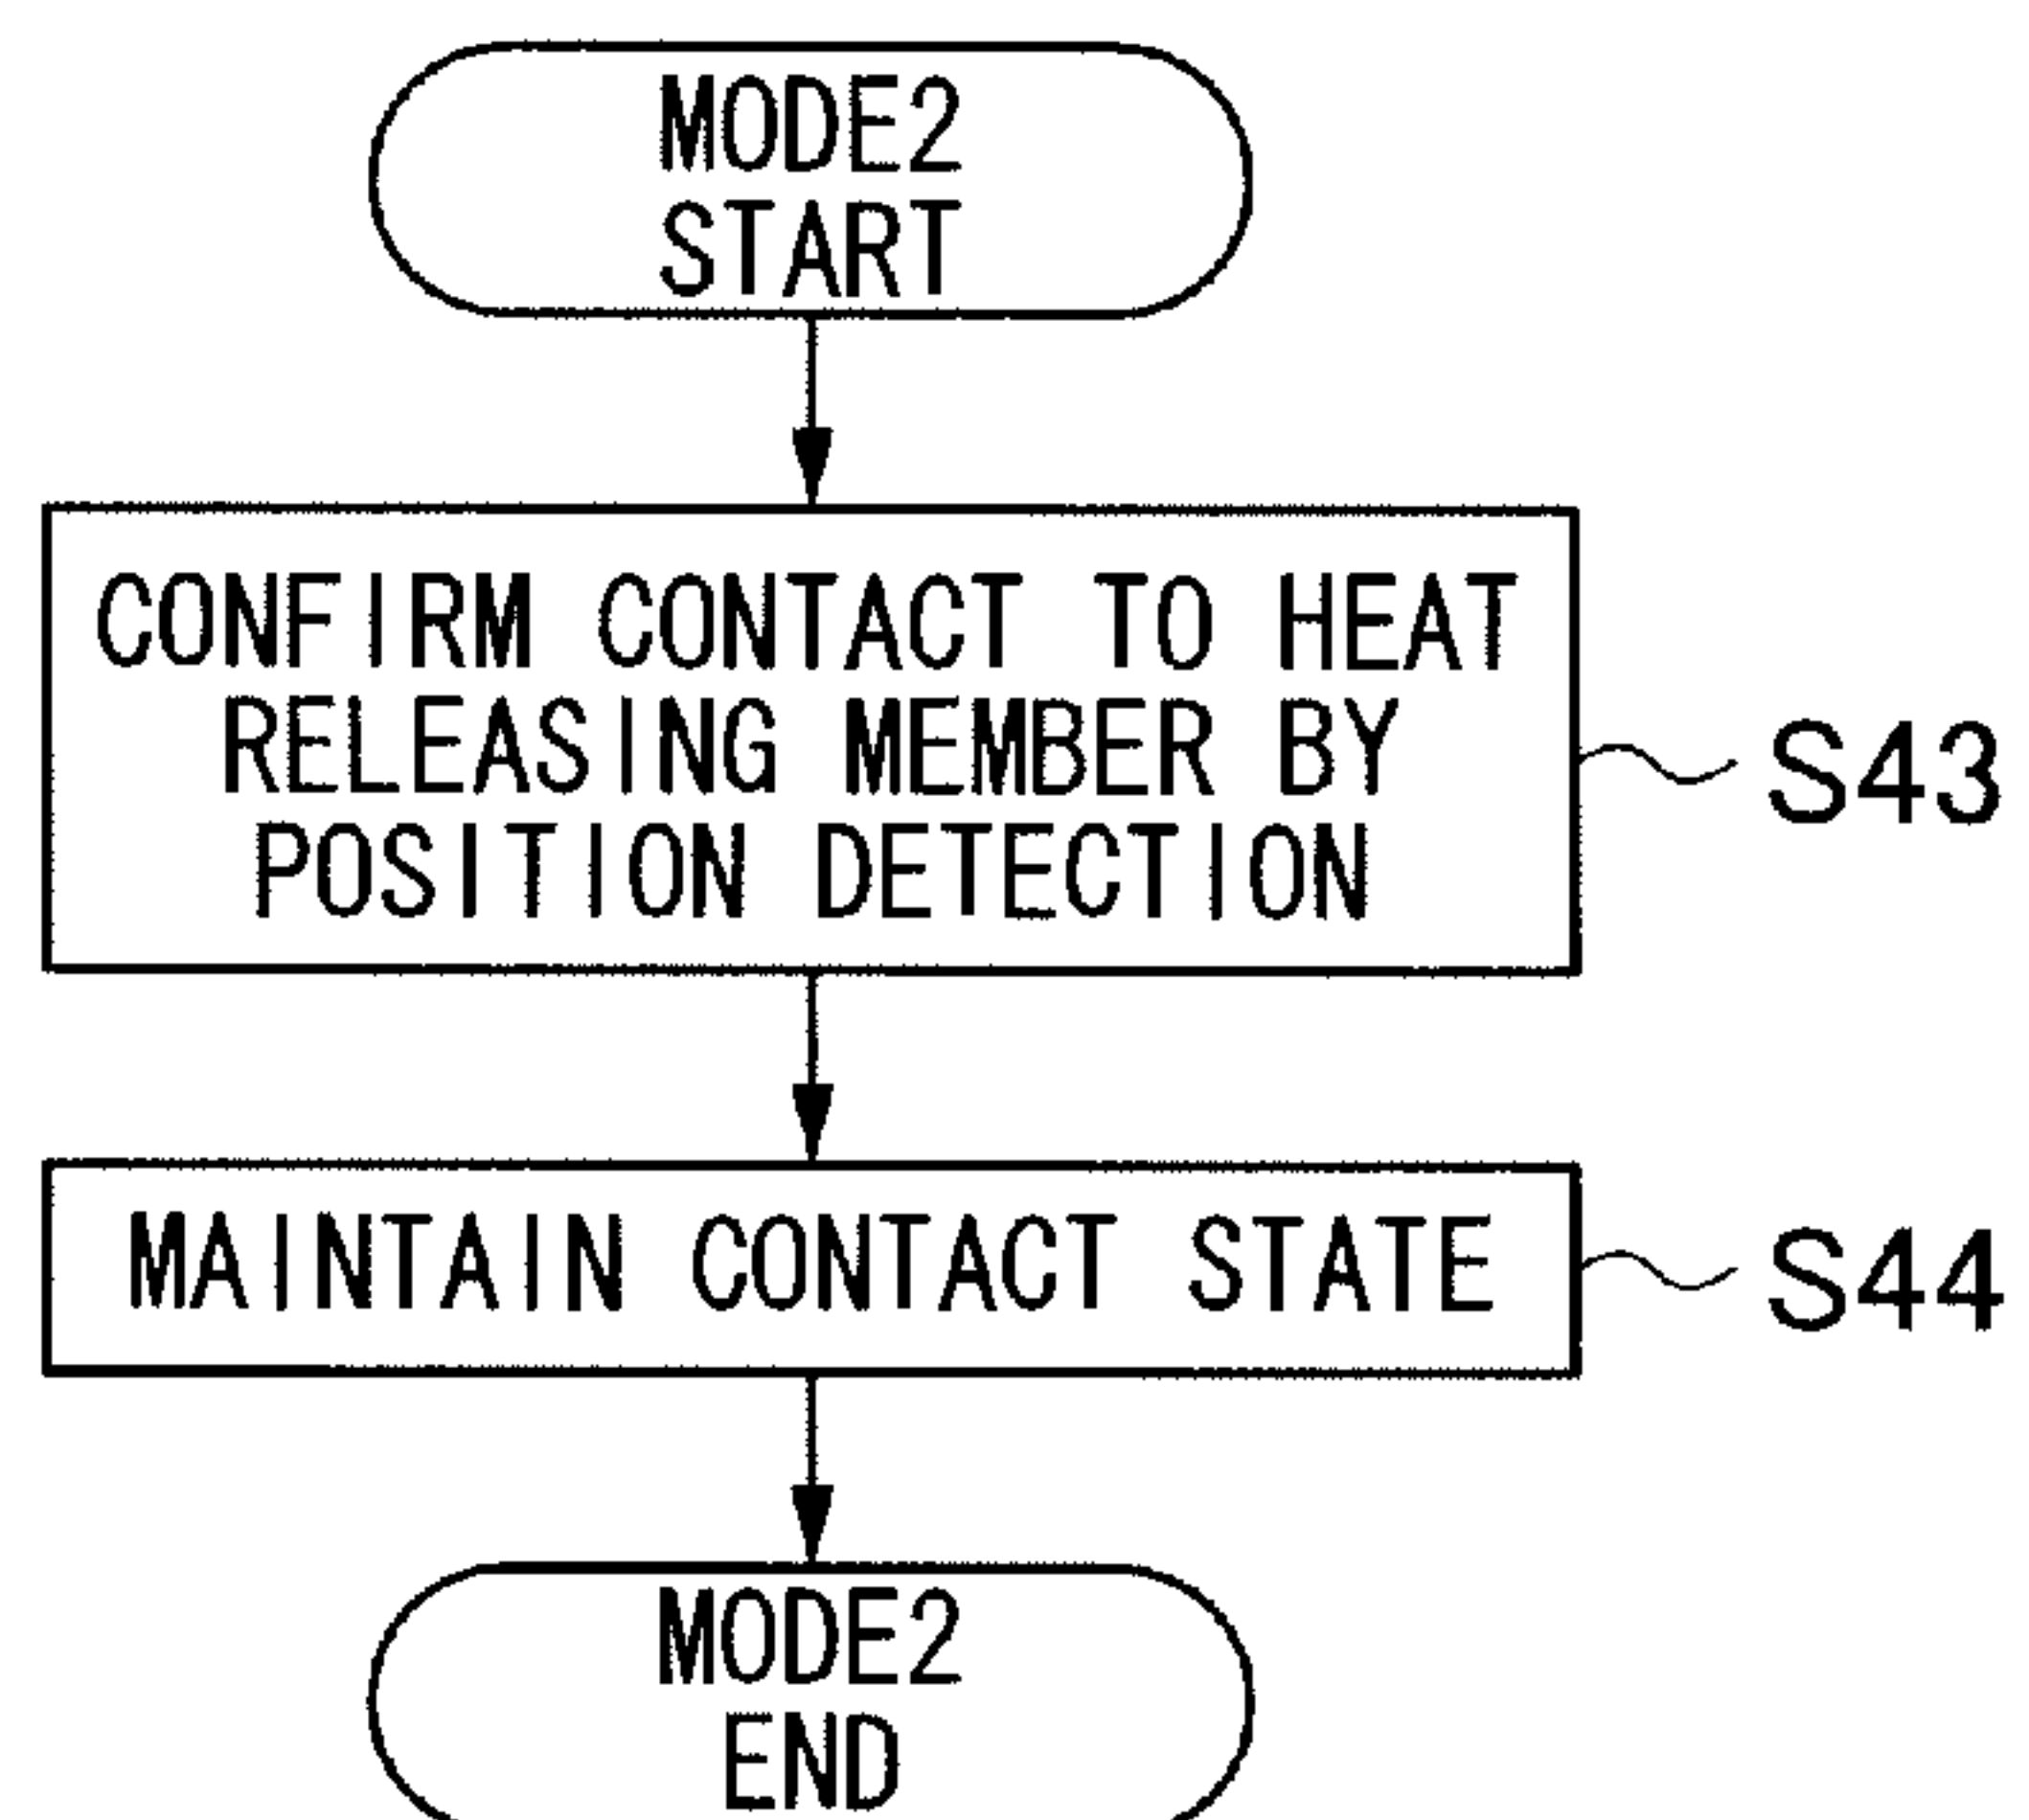 MODE2
START
CONFIRM CONTACT TO HEAT
RELEASING MEMBER BY
POSITION DETECTION
S43
MAINTAIN CONTACT STATE
S44
MODE2
END